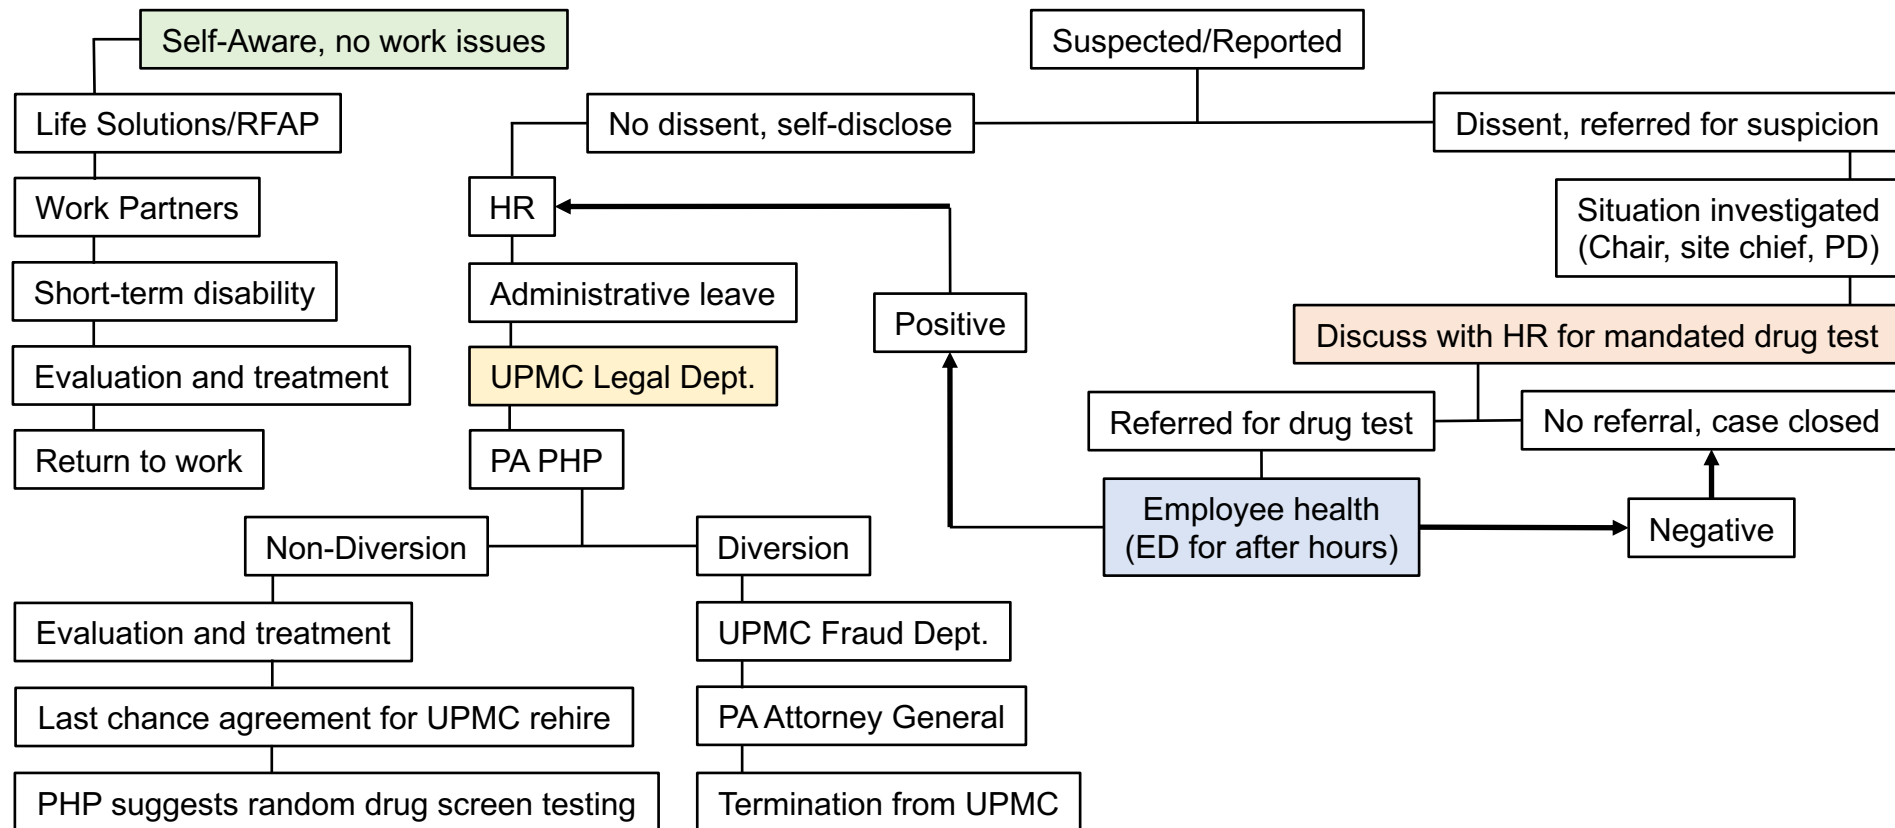 Self-Aware, no work issues
Suspected/Reported
Life Solutions/RFAP
No dissent, self-disclose
Dissent, referred for suspicion
Work Partners
HR
Situation investigated
(Chair, site chief, PD)
Short-term disability
Administrative leave
Positive
Discuss with HR for mandated drug test
Evaluation and treatment
UPMC Legal Dept.
Referred for drug test
No referral, case closed
Return to work
PA PHP
Employee health
(ED for after hours)
Negative
Non-Diversion
Diversion
Evaluation and treatment
UPMC Fraud Dept.
Last chance agreement for UPMC rehire
PA Attorney General
PHP suggests random drug screen testing
Termination from UPMC